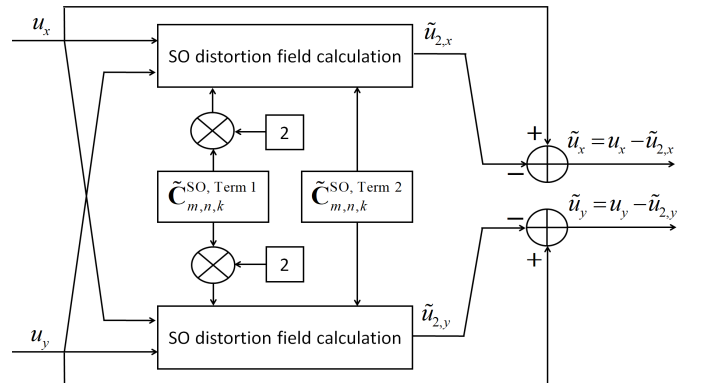 u_x
SO distortion field calculation
ũ_{2,x}
2
+
ũ_x = u_x − ũ_{2,x}
−
C̃_{m,n,k}^{SO, Term 1}
C̃_{m,n,k}^{SO, Term 2}
−
ũ_y = u_y − ũ_{2,y}
+
2
u_y
SO distortion field calculation
ũ_{2,y}